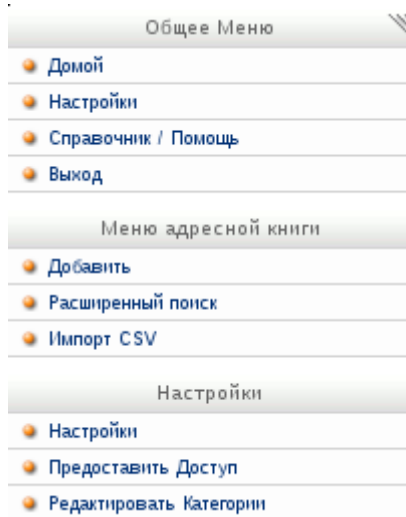 Общее Меню
Домой
Настройки
Справочник / Помощь
Выход
Меню адресной книги
Добавить
Расширенный поиск
Импорт CSV
Настройки
Настройки
Предоставить Доступ
Редактировать Категории